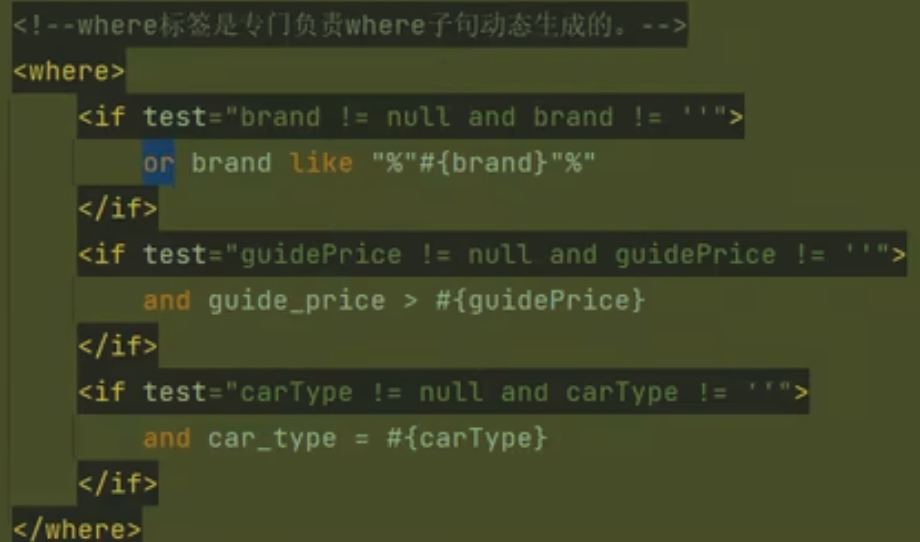 <!--where标签是专门负责where子句动态生成的。-->
<where>
    <if test="brand != null and brand != ''">
        or brand like "%"#{brand}"%"
    </if>
    <if test="guidePrice != null and guidePrice != ''">
        and guide_price > #{guidePrice}
    </if>
    <if test="carType != null and carType != ''">
        and car_type = #{carType}
    </if>
</where>